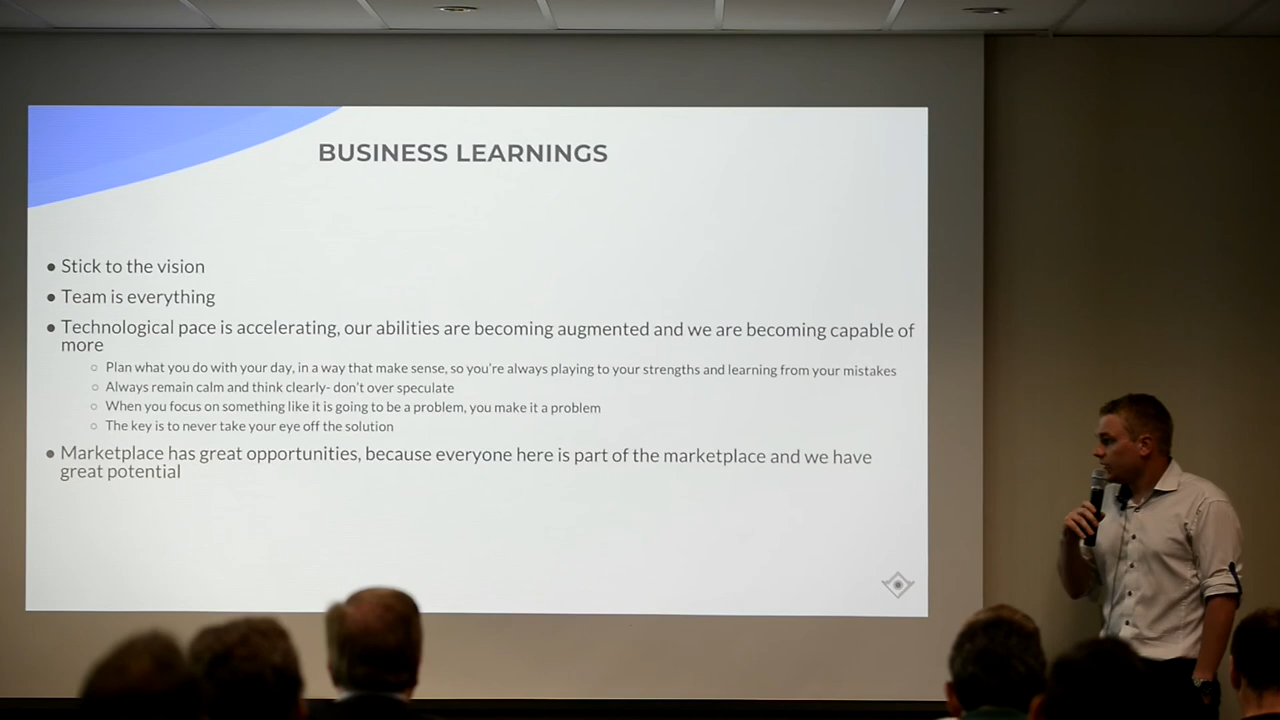 BUSINESS LEARNINGS
● Stick to the vision
● Team is everything
● Technological pace is accelerating, our abilities are becoming augmented and we are becoming capable of
more
○ Plan what you do with your day, in a way that make sense, so you're always playing to your strengths and learning from your mistakes
○ Always remain calm and think clearly- don't over speculate
○ When you focus on something like it is going to be a problem, you make it a problem
○ The key is to never take your eye off the solution
● Marketplace has great opportunities, because everyone here is part of the marketplace and we have
great potential